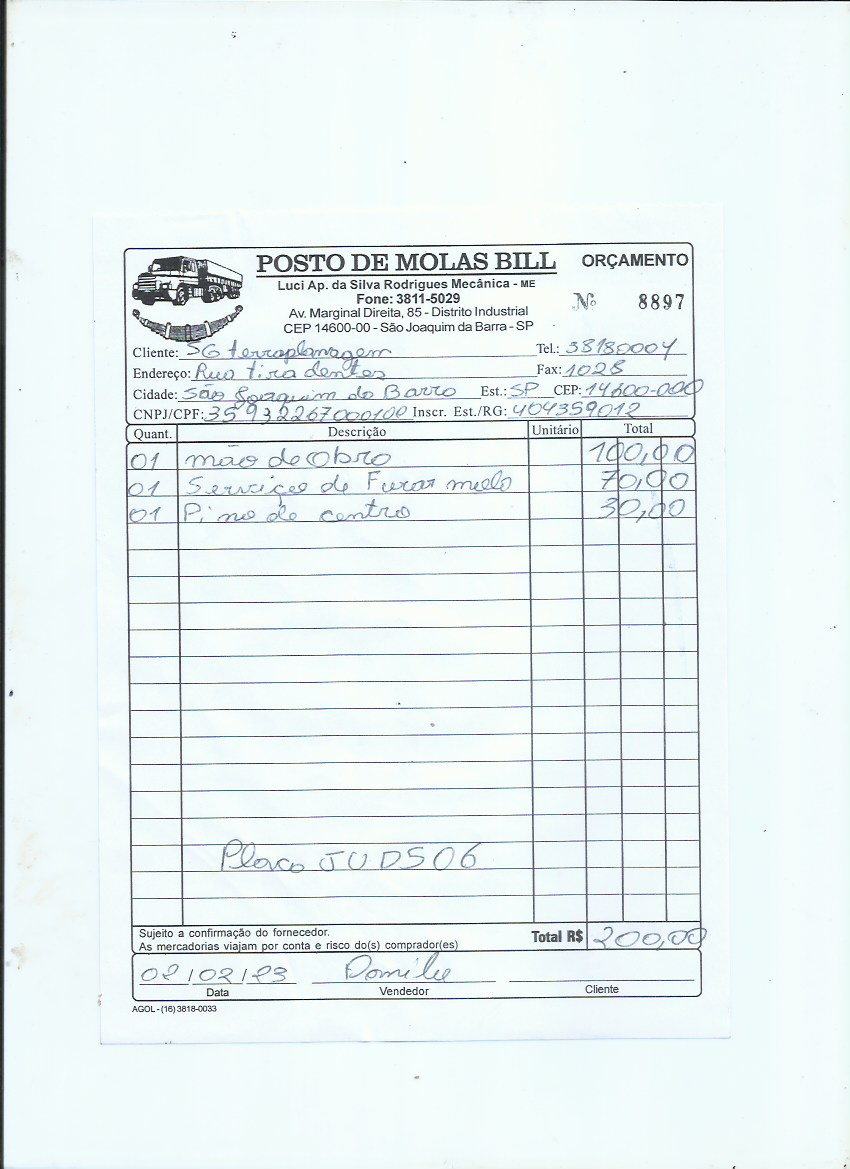 POSTO DE MOLAS BILL ORÇAMENTO
Luci Ap. da Silva Rodrigues Mecânica - ME
Fone: 3811-5029
Nº 8897
Av. Marginal Direita, 85 - Distrito Industrial
CEP 14600-00 - São Joaquim da Barra - SP
Cliente: SG terraplanagem Tel.: 38180004
Endereço: Rua tira dentes Fax: 1028
Cidade: São Joaquim da Barra Est.: SP CEP: 14600-000
CNPJ/CPF: 35932267000100 Inscr. Est./RG: 404359012
Quant. Descrição Unitário Total
01 mão de Obra 100,00
01 Serviço de Furar 70,00
01 Pino de centro 30,00
Placa JUD506
Sujeito a confirmação do fornecedor.
As mercadorias viajam por conta e risco do(s) comprador(es) Total R$ 200,00
02/02/23
Data Vendedor Cliente
AGOL - (16) 3818-0033